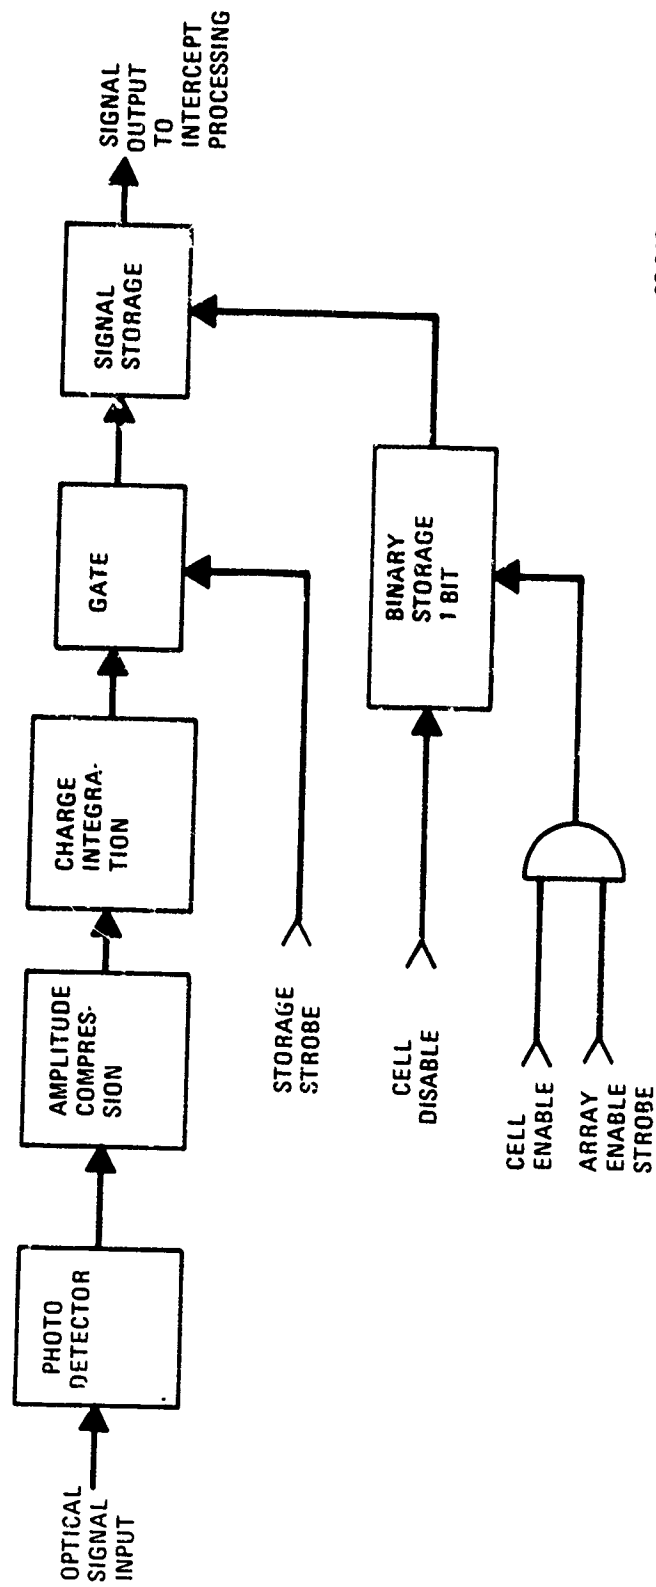 OPTICAL
SIGNAL
INPUT
PHOTO
DETECTOR
AMPLITUDE
COMPRES-
SION
CHARGE
INTEGRA-
TION
GATE
SIGNAL
STORAGE
SIGNAL
OUTPUT
TO
INTERCEPT
PROCESSING
STORAGE
STROBE
CELL
DISABLE
BINARY
STORAGE
1 BIT
CELL
ENABLE
ARRAY
ENABLE
STROBE